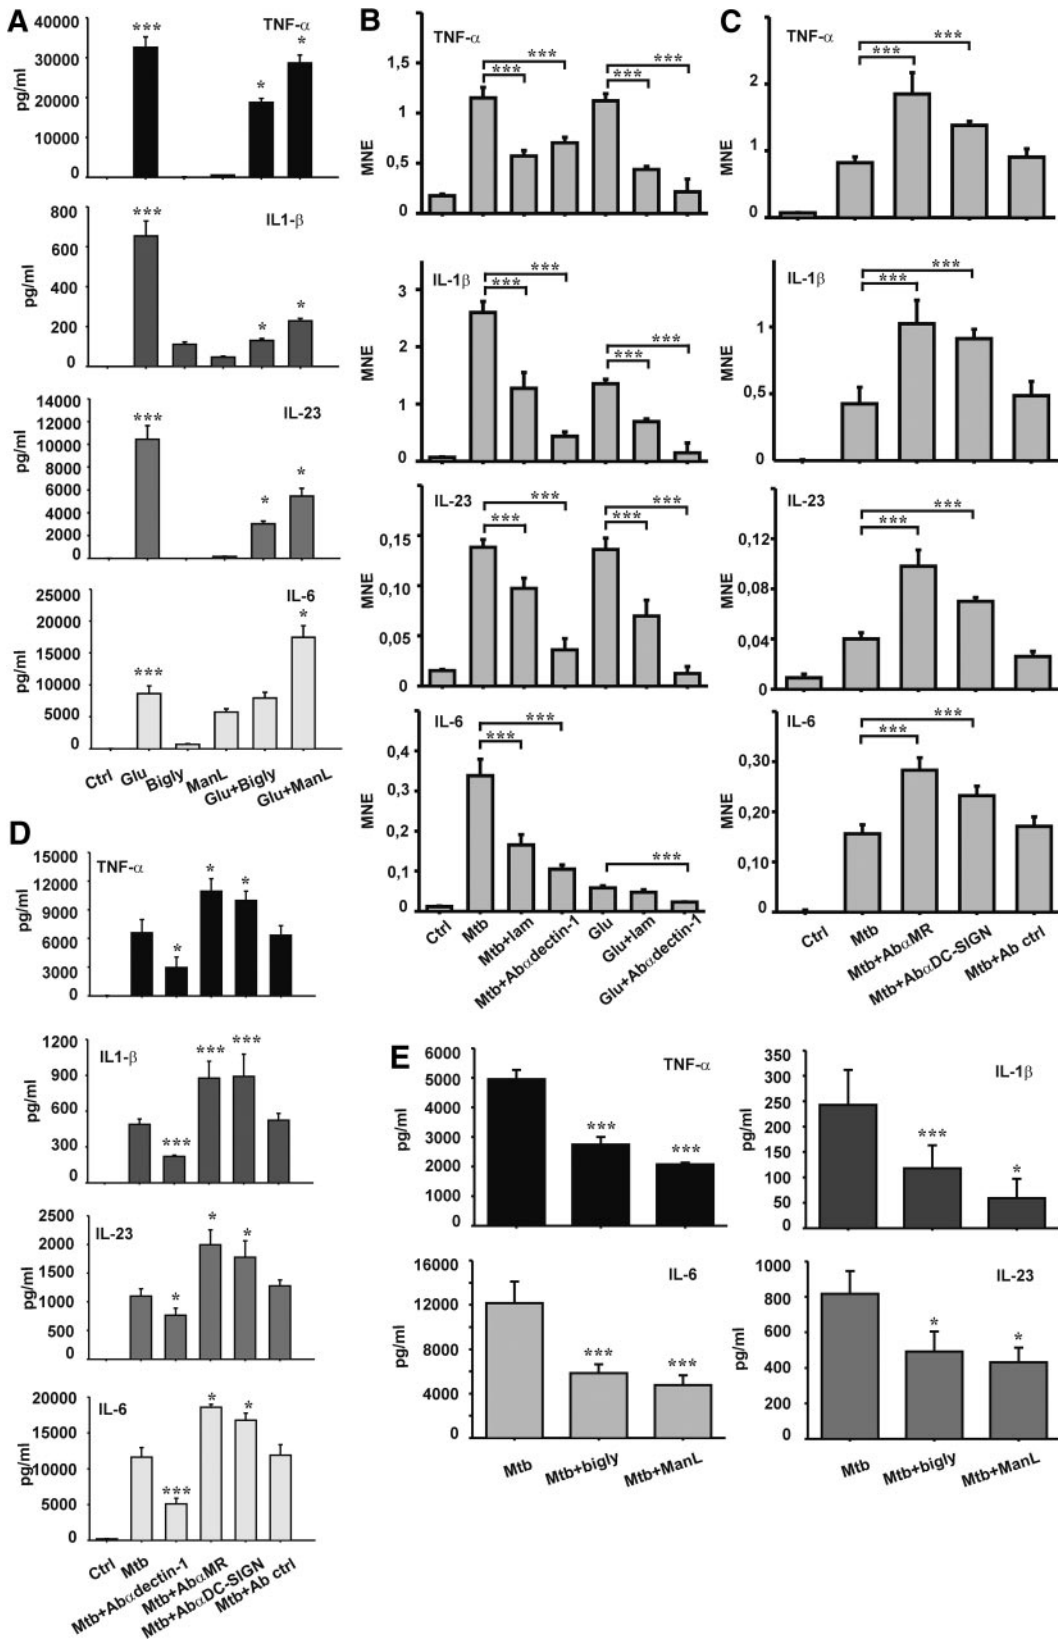 A
TNF-α
pg/ml
40000
30000
20000
10000
0
***
*
*
IL1-β
pg/ml
800
600
400
200
0
***
*
*
IL-23
pg/ml
14000
12000
10000
8000
6000
4000
2000
0
***
*
*
IL-6
pg/ml
25000
20000
15000
10000
5000
0
***
*
Ctrl
Glu
Bigly
ManL
Glu+Bigly
Glu+ManL
B
TNF-α
MNE
1,5
1
0,5
0
***
***
***
***
IL-1β
MNE
3
2
1
0
***
***
***
***
IL-23
MNE
0,15
0,10
0,05
0
***
***
***
***
IL-6
MNE
0,4
0,3
0,2
0,1
0
***
***
***
Ctrl
Mtb
Mtb+lam
Mtb+Abαdectin-1
Glu
Glu+lam
Glu+Abαdectin-1
C
TNF-α
MNE
2
1
0
***
***
IL-1β
MNE
1
0,5
0
***
***
IL-23
MNE
0,12
0,08
0,04
0
***
***
IL-6
MNE
0,30
0,20
0,10
0
***
***
Ctrl
Mtb
Mtb+AbαMR
Mtb+AbαDC-SIGN
Mtb+Ab ctrl
D
TNF-α
pg/ml
15000
12000
9000
6000
3000
0
*
*
*
IL1-β
pg/ml
1200
900
600
300
0
***
***
***
IL-23
pg/ml
2500
2000
1500
1000
500
0
*
*
*
IL-6
pg/ml
20000
15000
10000
5000
0
***
*
*
Ctrl
Mtb
Mtb+Abαdectin-1
Mtb+AbαMR
Mtb+AbαDC-SIGN
Mtb+Ab ctrl
E
TNF-α
pg/ml
6000
5000
4000
3000
2000
1000
0
***
***
IL-1β
pg/ml
350
300
250
200
150
100
50
0
***
*
IL-6
pg/ml
16000
12000
8000
4000
0
***
***
Mtb
Mtb+bigly
Mtb+ManL
IL-23
pg/ml
1000
800
600
400
200
0
*
*
Mtb
Mtb+bigly
Mtb+ManL